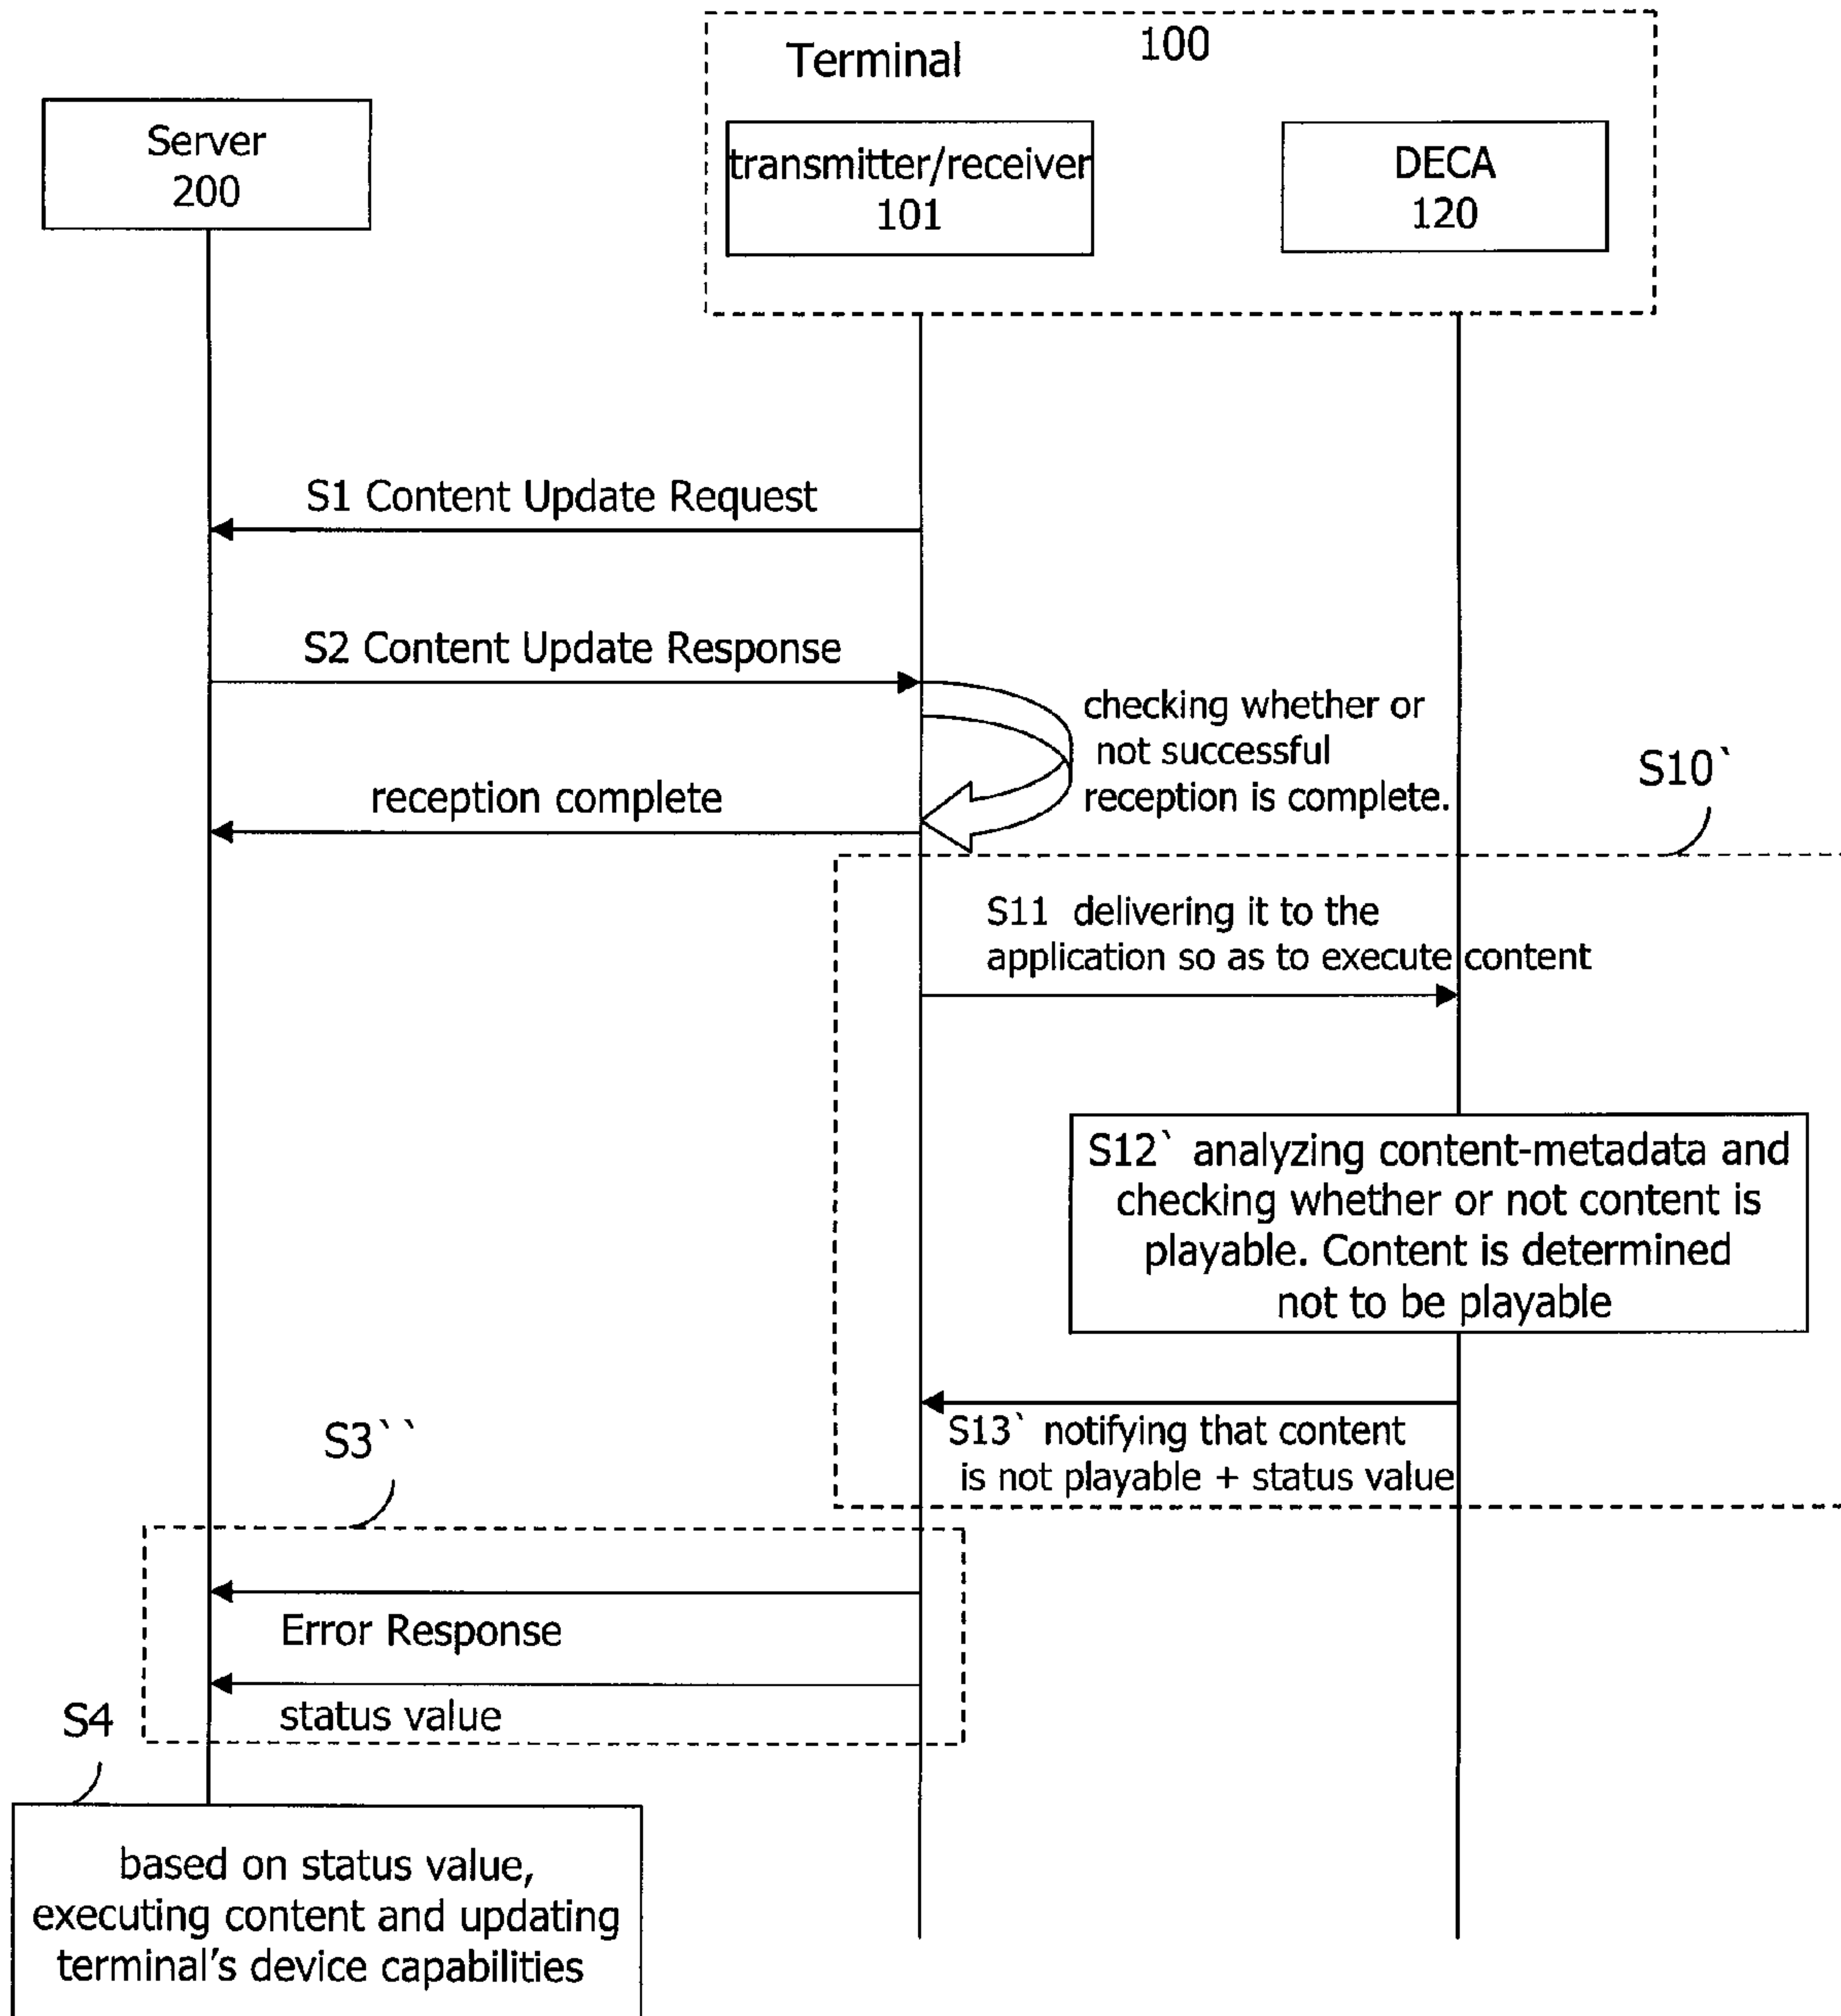 Terminal
100
Server
200
transmitter/receiver
101
DECA
120
S1 Content Update Request
S2 Content Update Response
checking whether or
not successful
reception is complete.
reception complete
S10`
S11 delivering it to the
application so as to execute content
S12` analyzing content-metadata and
checking whether or not content is
playable. Content is determined
not to be playable
S13` notifying that content
is not playable + status value
S3``
Error Response
status value
S4
based on status value,
executing content and updating
terminal's device capabilities